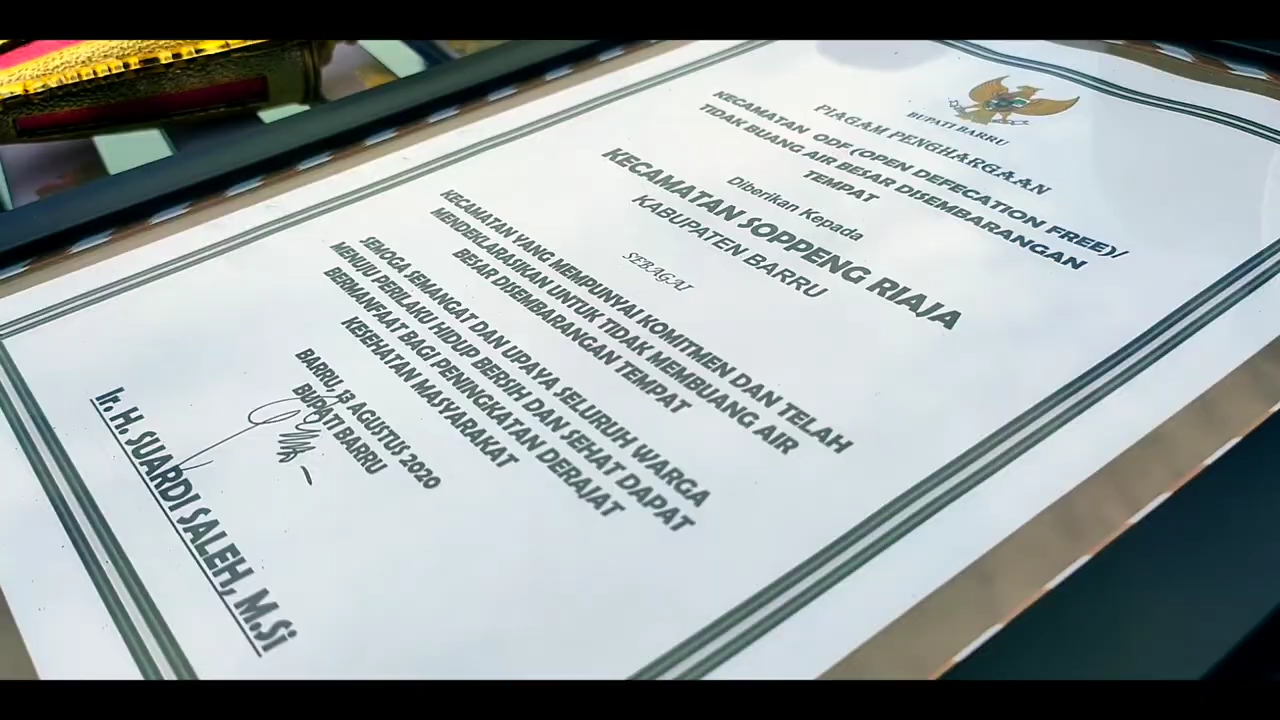 BUPATI BARRU
PIAGAM PENGHARGAAN
KECAMATAN ODF (OPEN DEFECATION FREE)/
TIDAK BUANG AIR BESAR DISEMBARANGAN
TEMPAT
Diberikan Kepada
KECAMATAN SOPPENG RIAJA
KABUPATEN BARRU
SEBAGAI
KECAMATAN YANG MEMPUNYAI KOMITMEN DAN TELAH
MENDEKLARASIKAN UNTUK TIDAK MEMBUANG AIR
BESAR DISEMBARANGAN TEMPAT
SEMOGA SEMANGAT DAN UPAYA SELURUH WARGA
MENUJU PERILAKU HIDUP BERSIH DAN SEHAT DAPAT
BERMANFAAT BAGI PENINGKATAN DERAJAT
KESEHATAN MASYARAKAT
BARRU, 13 AGUSTUS 2020
BUPATI BARRU
Ir. H. SUARDI SALEH, M.Si